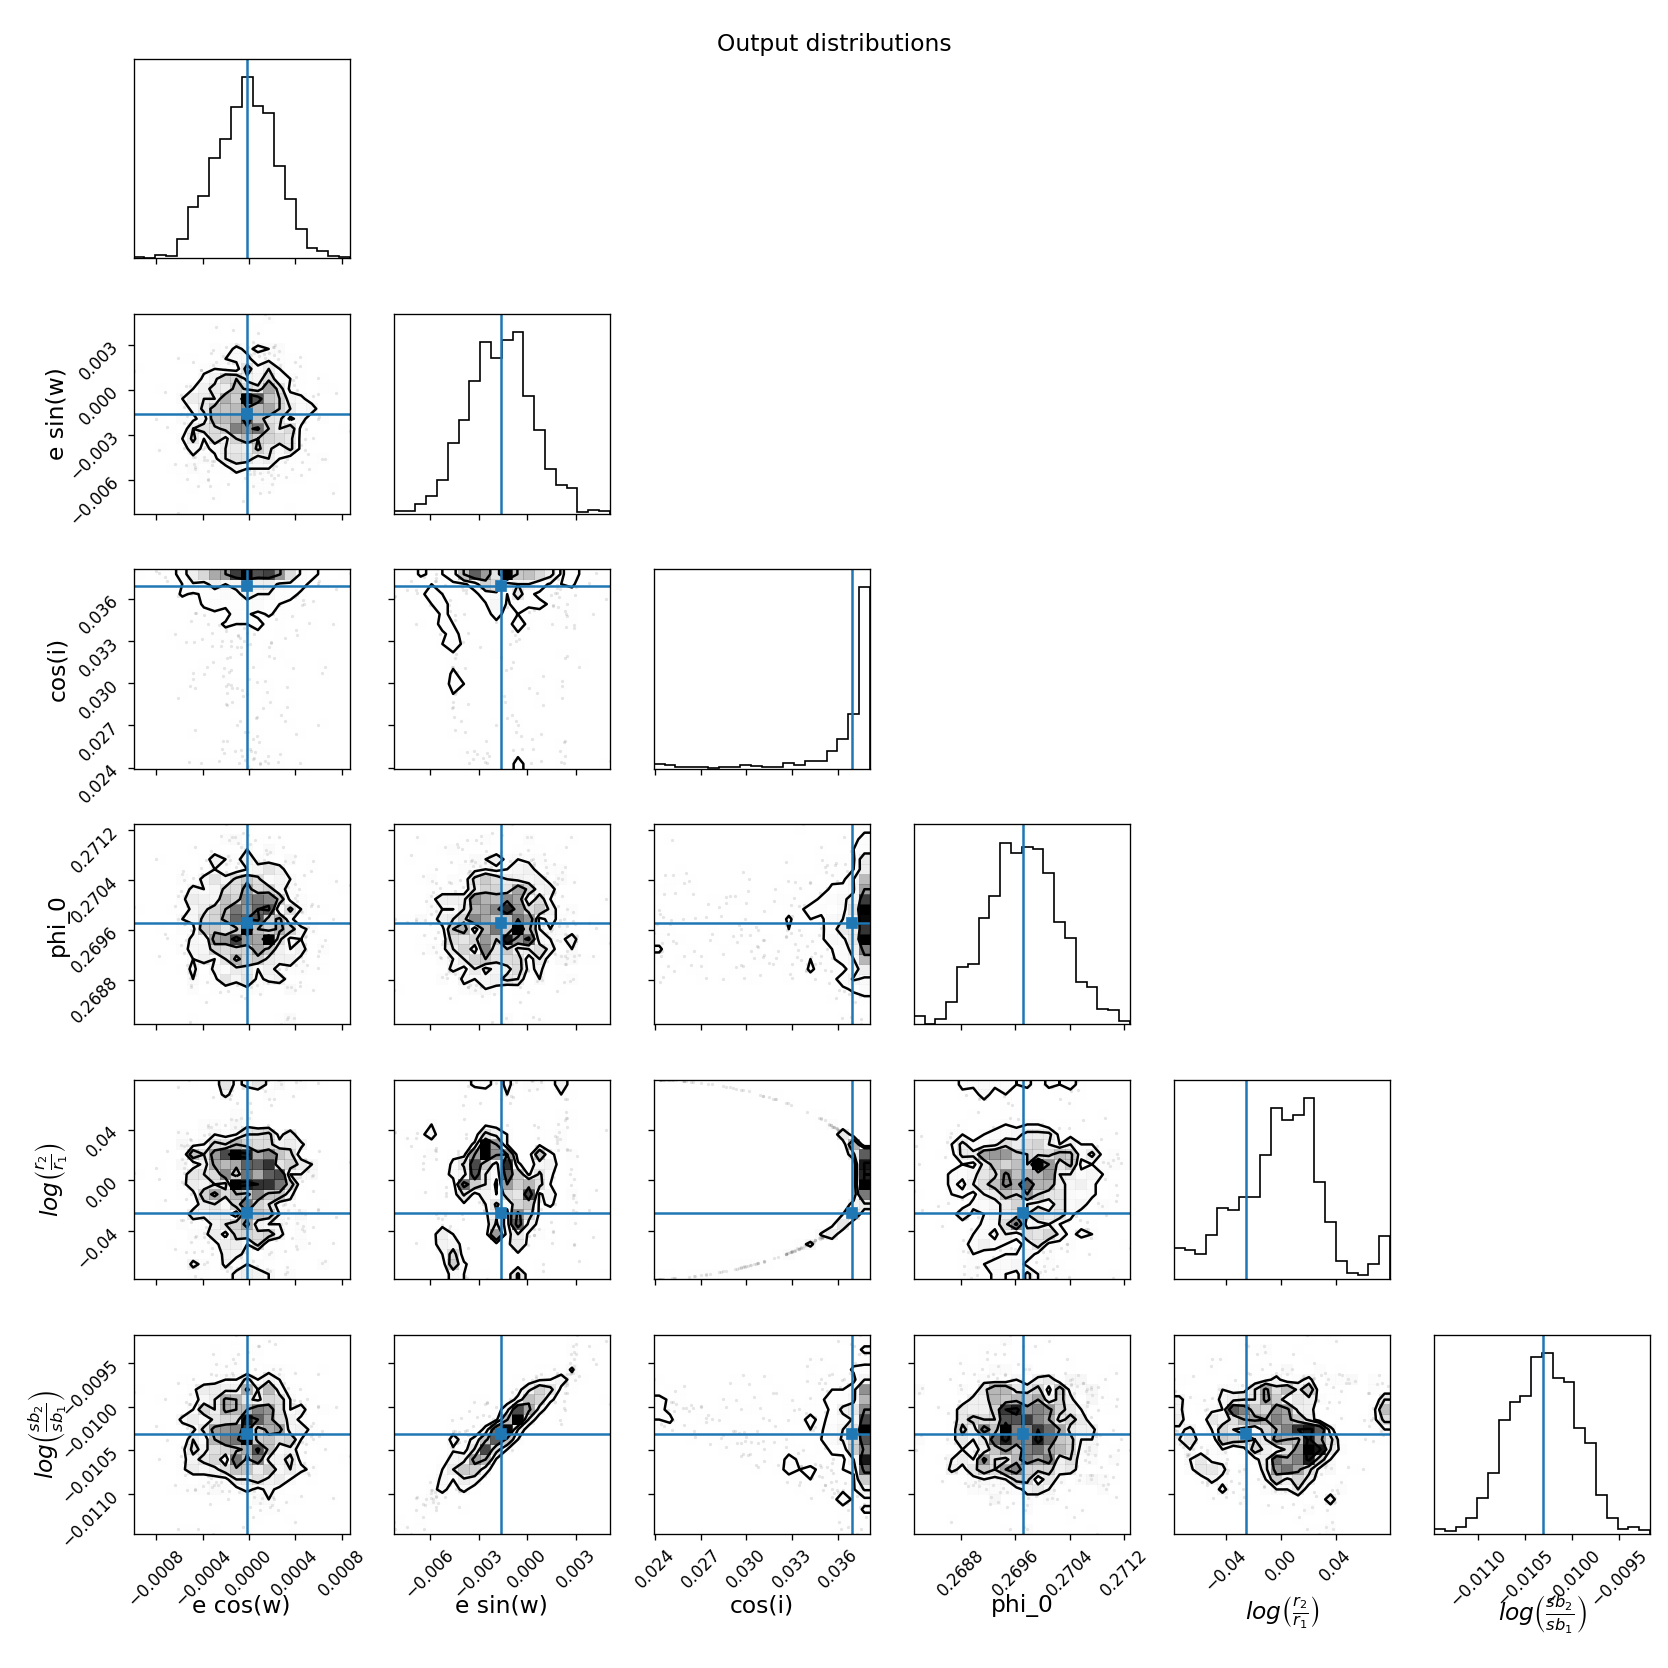 Output distributions
e sin(w)
0.003
0.000
−0.003
−0.006
cos(i)
0.036
0.033
0.030
0.027
0.024
phi_0
0.2712
0.2704
0.2696
0.2688
log(r₂/r₁)
0.04
0.00
−0.04
log(sb₂/sb₁)
−0.0095
−0.0100
−0.0105
−0.0110
−0.0008 −0.0004 0.0000 0.0004 0.0008
e cos(w)
−0.006 −0.003 0.000 0.003
e sin(w)
0.024 0.027 0.030 0.033 0.036
cos(i)
0.2688 0.2696 0.2704 0.2712
phi_0
−0.04 0.00 0.04
log(r₂/r₁)
−0.0110 −0.0105 −0.0100 −0.0095
log(sb₂/sb₁)